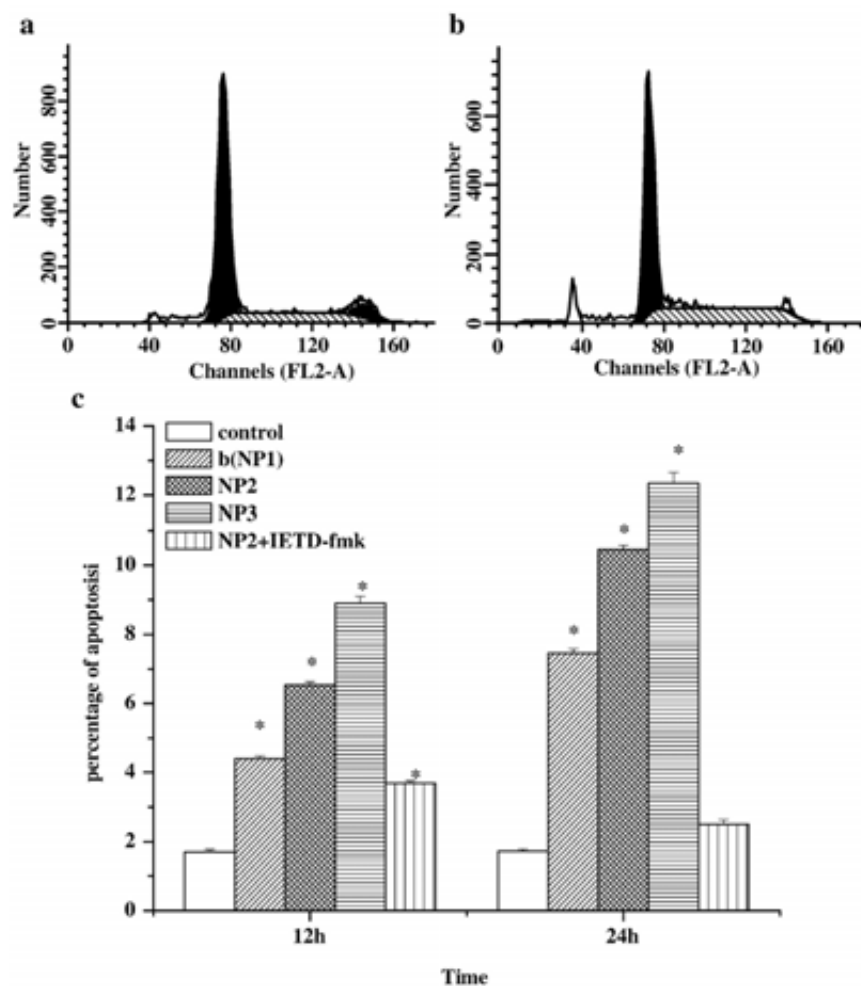 a
800
600
400
200
0
Number
0 40 80 120 160
Channels (FL2-A)
b
600
400
200
0
Number
0 40 80 120 160
Channels (FL2-A)
c
14
12
10
8
6
4
2
0
percentage of apoptosisi
control
b(NP1)
NP2
NP3
NP2+IETD-fmk
* * * *
* * *
12h 24h
Time